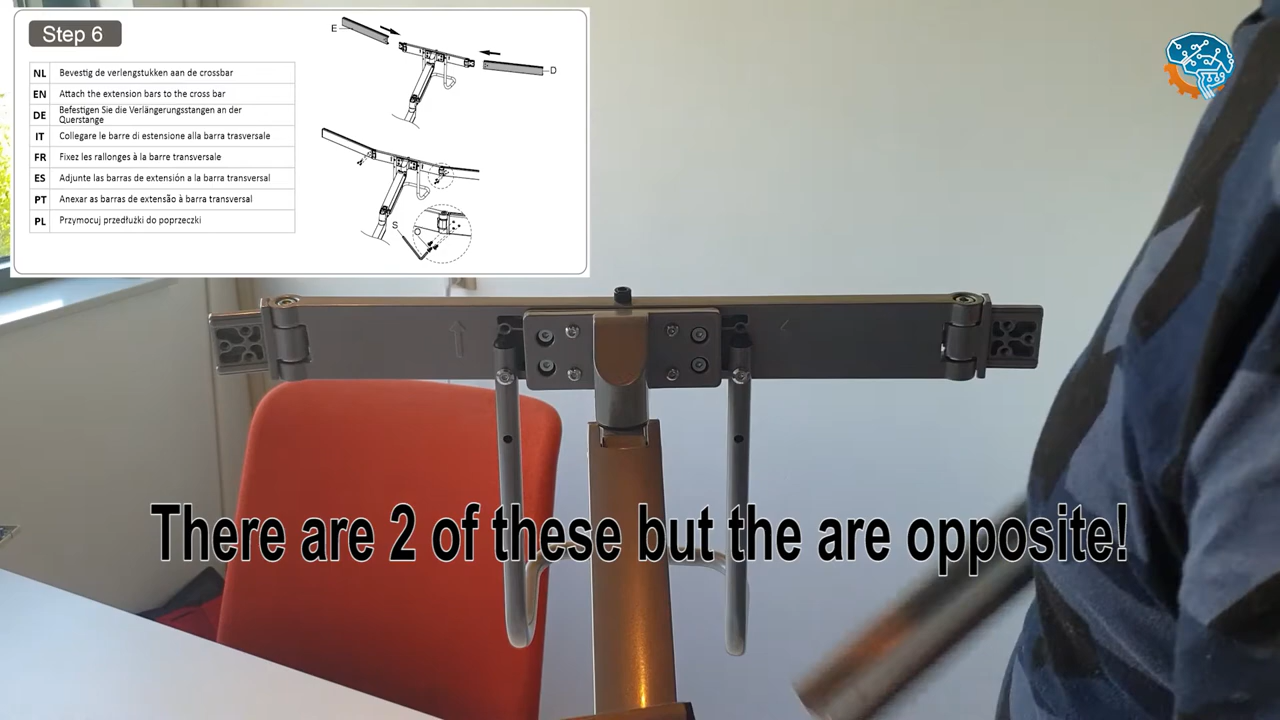 Step 6
NL Bevestig de verlengstukken aan de crossbar
EN Attach the extension bars to the cross bar
DE Befestigen Sie die Verlängerungsstangen an der
Querstange
IT Collegare le barre di estensione alla barra trasversale
FR Fixez les rallonges à la barre transversale
ES Adjunte las barras de extensión a la barra transversal
PT Anexar as barras de extensão à barra transversal
PL Przymocuj przedłużki do poprzeczki
E
D
S
There are 2 of these but the are opposite!